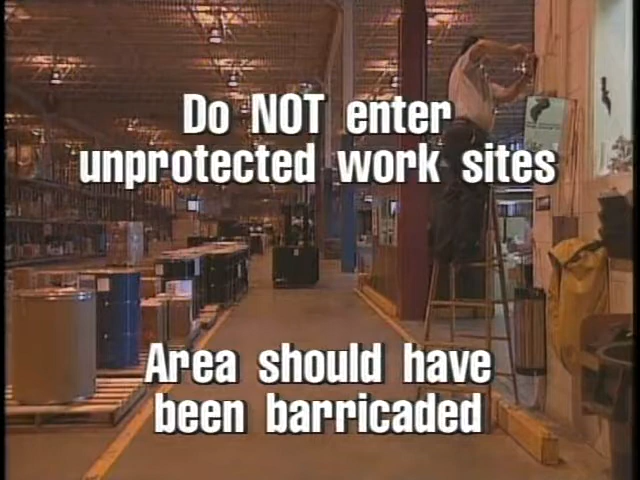 Do NOT enter
unprotected work sites
Area should have
been barricaded